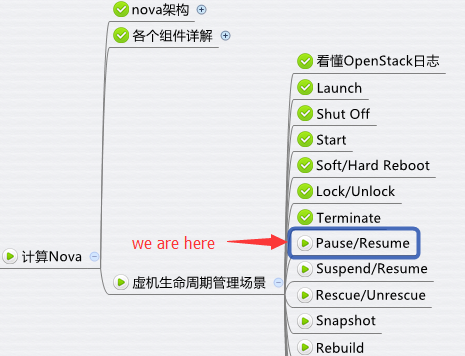 nova架构
各个组件详解
看懂OpenStack日志
Launch
Shut Off
Start
Soft/Hard Reboot
Lock/Unlock
Terminate
we are here
Pause/Resume
计算Nova
Suspend/Resume
虚机生命周期管理场景
Rescue/Unrescue
Snapshot
Rebuild